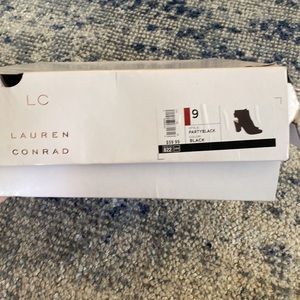 LC
LAUREN
CONRAD
9
PARTYBLACK
BLACK
$59.99